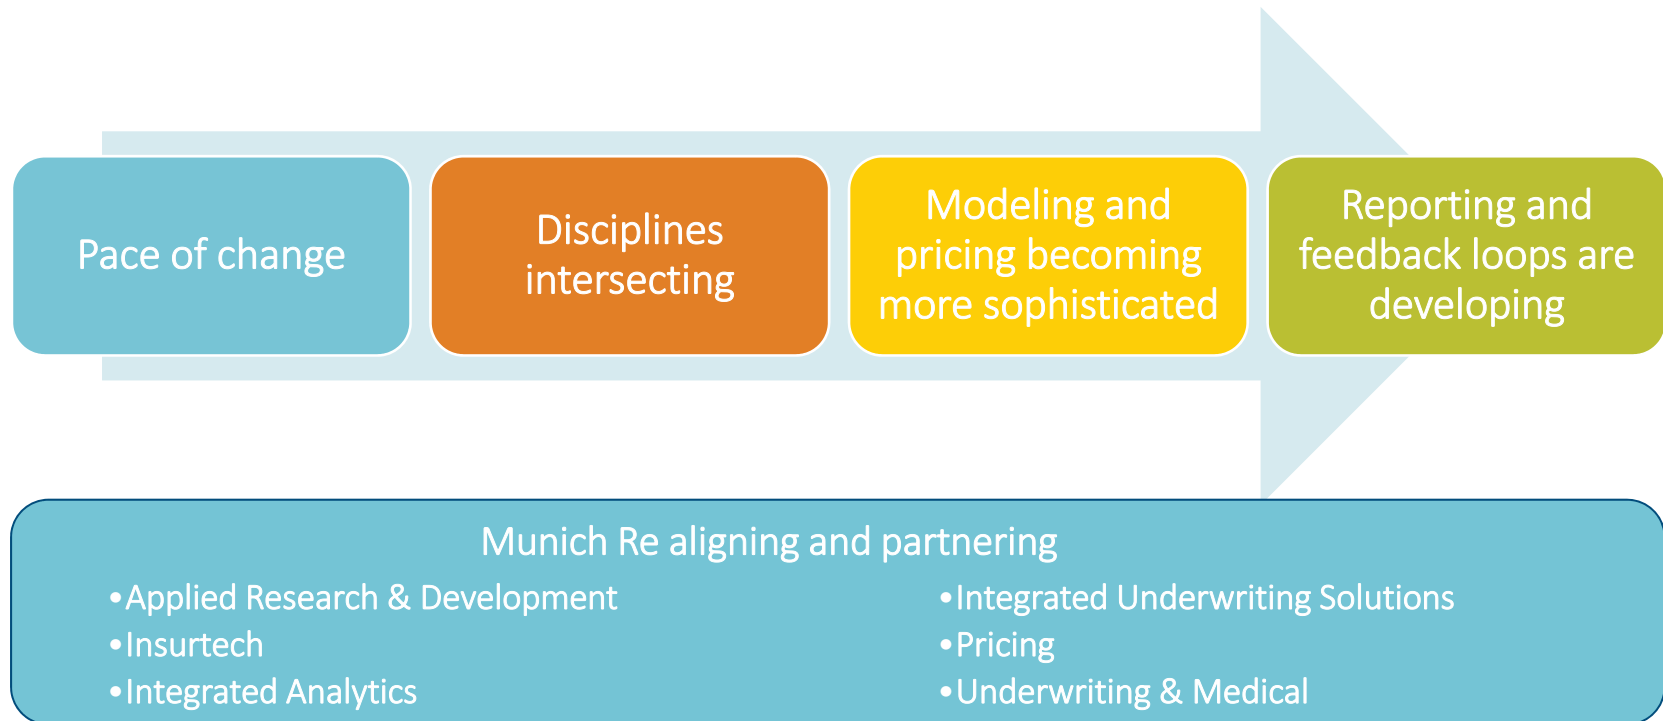 Pace of change
Disciplines
intersecting
Modeling and
pricing becoming
more sophisticated
Reporting and
feedback loops are
developing
Munich Re aligning and partnering
•Applied Research & Development
•Insurtech
•Integrated Analytics
•Integrated Underwriting Solutions
•Pricing
•Underwriting & Medical